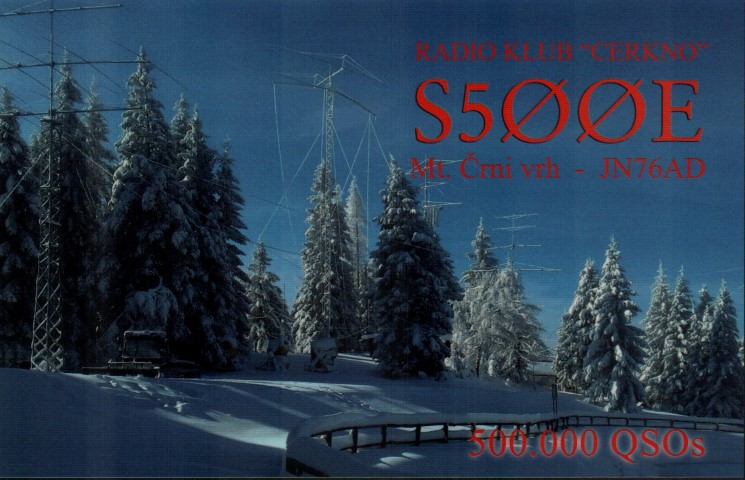 RADIO KLUB "CERKNO"
S5ØØE
Mt. Črni vrh - JN76AD
500.000 QSOs